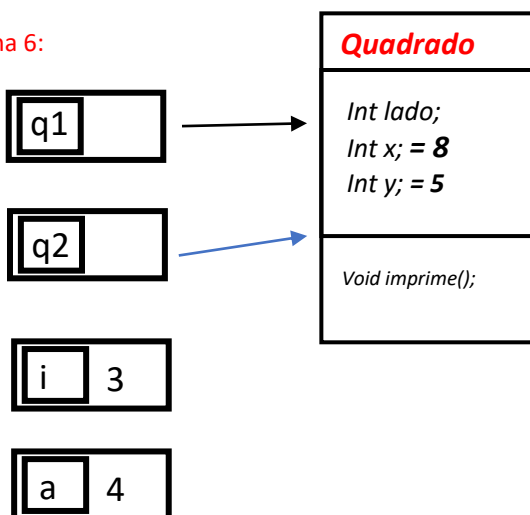 na 6:
Quadrado
q1
Int lado;
Int x; = 8
Int y; = 5
q2
Void imprime();
i 3
a 4